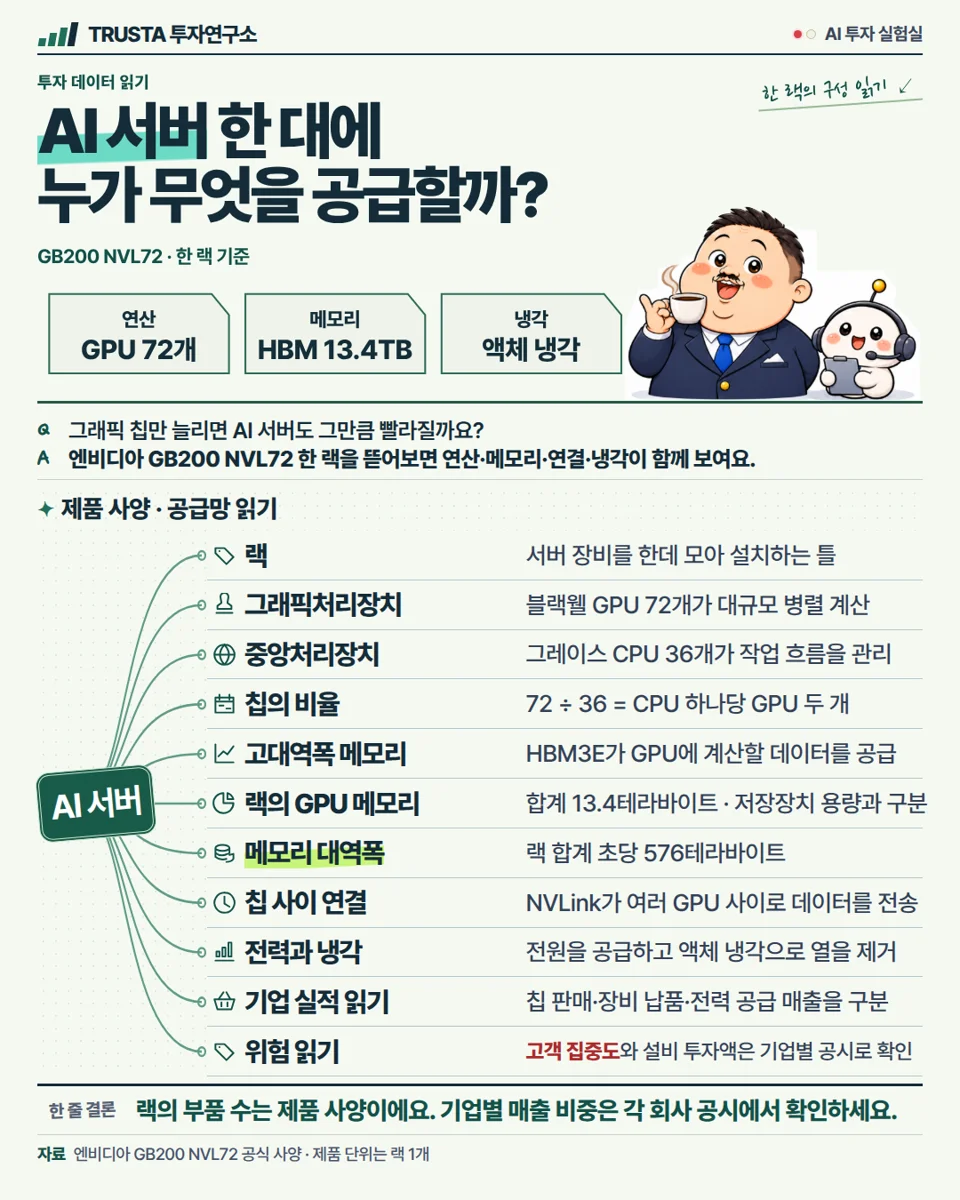 TRUSTA 투자연구소
AI 투자 실험실
투자 데이터 읽기
한 랙의 구성 읽기 ↙
AI 서버 한 대에
누가 무엇을 공급할까?
GB200 NVL72 · 한 랙 기준
연산
GPU 72개
메모리
HBM 13.4TB
냉각
액체 냉각
Q 그래픽 칩만 늘리면 AI 서버도 그만큼 빨라질까요?
A 엔비디아 GB200 NVL72 한 랙을 뜯어보면 연산·메모리·연결·냉각이 함께 보여요.
제품 사양 · 공급망 읽기
AI 서버
랙 서버 장비를 한데 모아 설치하는 틀
그래픽처리장치 블랙웰 GPU 72개가 대규모 병렬 계산
중앙처리장치 그레이스 CPU 36개가 작업 흐름을 관리
칩의 비율 72 ÷ 36 = CPU 하나당 GPU 두 개
고대역폭 메모리 HBM3E가 GPU에 계산할 데이터를 공급
랙의 GPU 메모리 합계 13.4테라바이트 · 저장장치 용량과 구분
메모리 대역폭 랙 합계 초당 576테라바이트
칩 사이 연결 NVLink가 여러 GPU 사이로 데이터를 전송
전력과 냉각 전원을 공급하고 액체 냉각으로 열을 제거
기업 실적 읽기 칩 판매·장비 납품·전력 공급 매출을 구분
위험 읽기 고객 집중도와 설비 투자액은 기업별 공시로 확인
한 줄 결론 랙의 부품 수는 제품 사양이에요. 기업별 매출 비중은 각 회사 공시에서 확인하세요.
자료 엔비디아 GB200 NVL72 공식 사양 · 제품 단위는 랙 1개